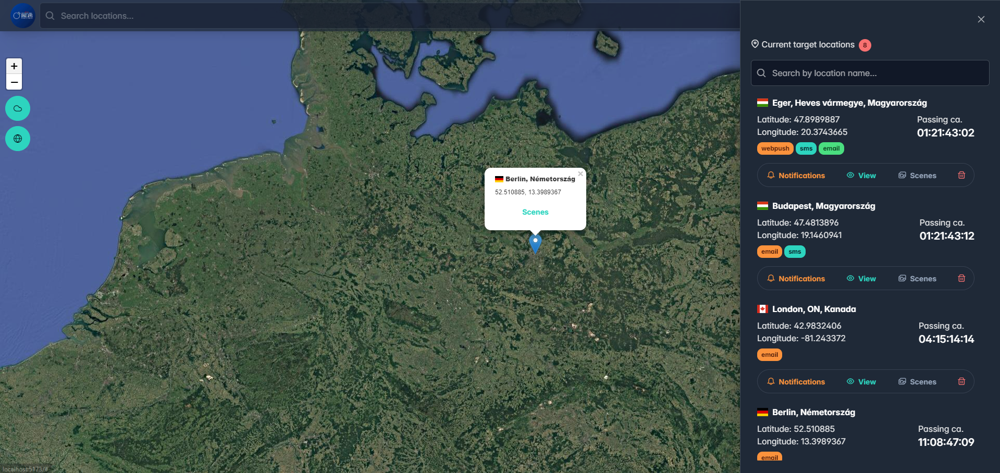 SPACE APPS
Search locations...
+
−
Berlin, Németország
52.510885, 13.3989367
Scenes
×
Current target locations 8
Search by location name...
Eger, Heves vármegye, Magyarország
Latitude: 47.8989887
Longitude: 20.3743665
Passing ca.
01:21:43:02
webpush sms email
Notifications View Scenes
Budapest, Magyarország
Latitude: 47.4813896
Longitude: 19.1460941
Passing ca.
01:21:43:12
email sms
Notifications View Scenes
London, ON, Kanada
Latitude: 42.9832406
Longitude: -81.243372
Passing ca.
04:15:14:14
email
Notifications View Scenes
Berlin, Németország
Latitude: 52.510885
Longitude: 13.3989367
Passing ca.
11:08:47:09
email
localhost:5173/#